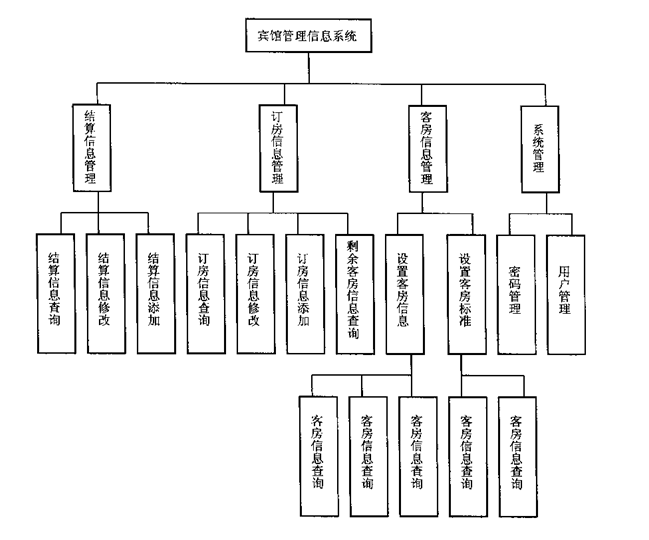 宾馆管理信息系统
结算信息管理
订房信息管理
客房信息管理
系统管理
结算信息查询
结算信息修改
结算信息添加
订房信息查询
订房信息修改
订房信息添加
剩余客房信息查询
设置客房信息
设置客房标准
密码管理
用户管理
客房信息查询
客房信息查询
客房信息查询
客房信息查询
客房信息查询